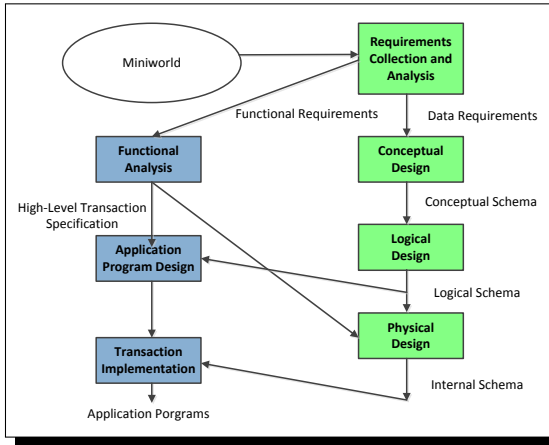 Miniworld
Requirements
Collection and
Analysis
Functional Requirements
Data Requirements
Functional
Analysis
Conceptual
Design
High-Level Transaction
Specification
Conceptual Schema
Application
Program Design
Logical
Design
Logical Schema
Transaction
Implementation
Physical
Design
Internal Schema
Application Porgrams